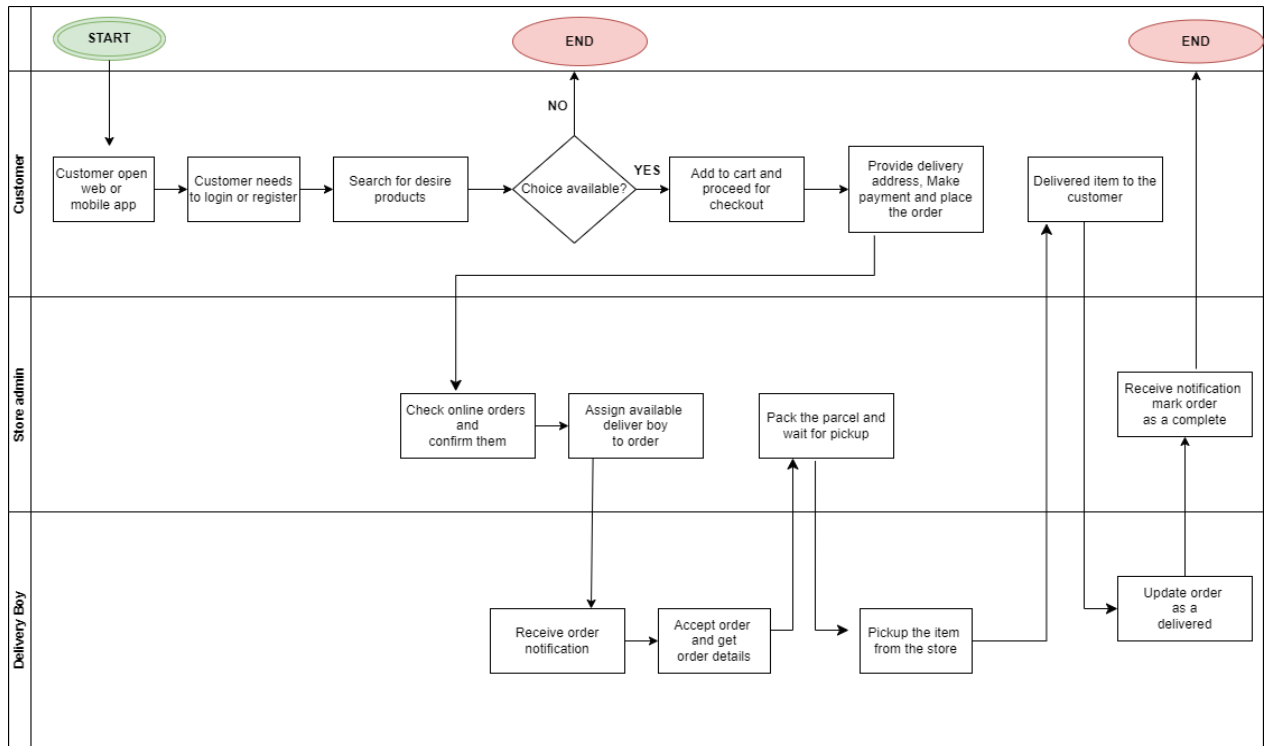 START
END
END
Customer
NO
YES
Customer open
web or
mobile app
Customer needs
to login or register
Search for desire
products
Choice available?
Add to cart and
proceed for
checkout
Provide delivery
address, Make
payment and place
the order
Delivered item to the
customer
Store admin
Check online orders
and
confirm them
Assign available
deliver boy
to order
Pack the parcel and
wait for pickup
Receive notification
mark order
as a complete
Delivery Boy
Receive order
notification
Accept order
and get
order details
Pickup the item
from the store
Update order
as a
delivered